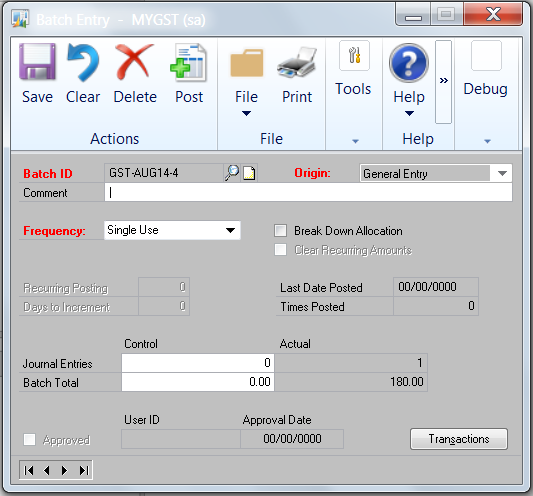 Batch Entry - MYGST (sa)
Save Clear Delete Post File Print Tools Help » Debug
Actions File Help
Batch ID GST-AUG14-4 Origin: General Entry
Comment
Frequency: Single Use Break Down Allocation
Clear Recurring Amounts
Recurring Posting 0 Last Date Posted 00/00/0000
Days to Increment 0 Times Posted 0
Control Actual
Journal Entries 0 1
Batch Total 0.00 180.00
User ID Approval Date
Approved 00/00/0000 Transactions